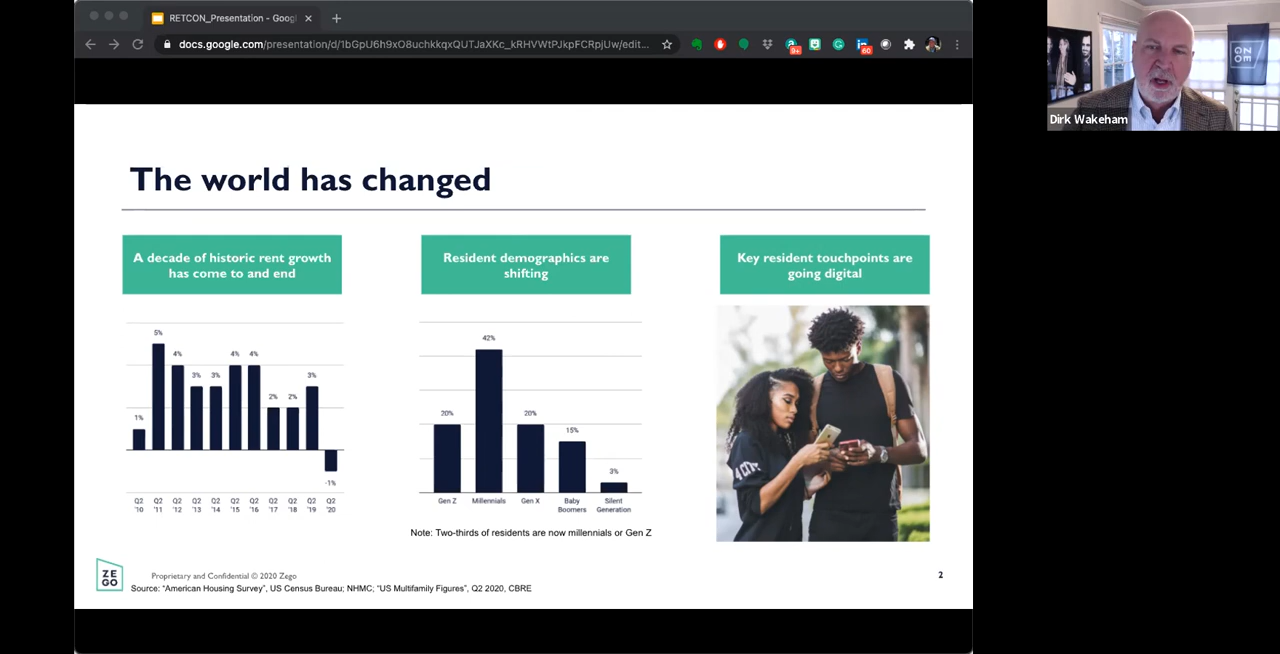 RETCON_Presentation - Googl
docs.google.com/presentation/d/1bGpU6h9xO8uchkkqxQUTJaXKc_kRHVWtPJkpFCRpjUw/edit...
9+
60
ZEGO
Dirk Wakeham
The world has changed
A decade of historic rent growth
has come to and end
Resident demographics are
shifting
Key resident touchpoints are
going digital
1%
5%
4%
3%
3%
4%
4%
2%
2%
3%
-1%
Q2 Q2 Q2 Q2 Q2 Q2 Q2 Q2 Q2 Q2 Q2
'10 '11 '12 '13 '14 '15 '16 '17 '18 '19 '20
20%
42%
20%
15%
3%
Gen Z Millennials Gen X Baby Silent
Boomers Generation
Note: Two-thirds of residents are now millennials or Gen Z
ZE
GO
Proprietary and Confidential © 2020 Zego
2
Source: "American Housing Survey", US Census Bureau; NHMC; "US Multifamily Figures", Q2 2020, CBRE